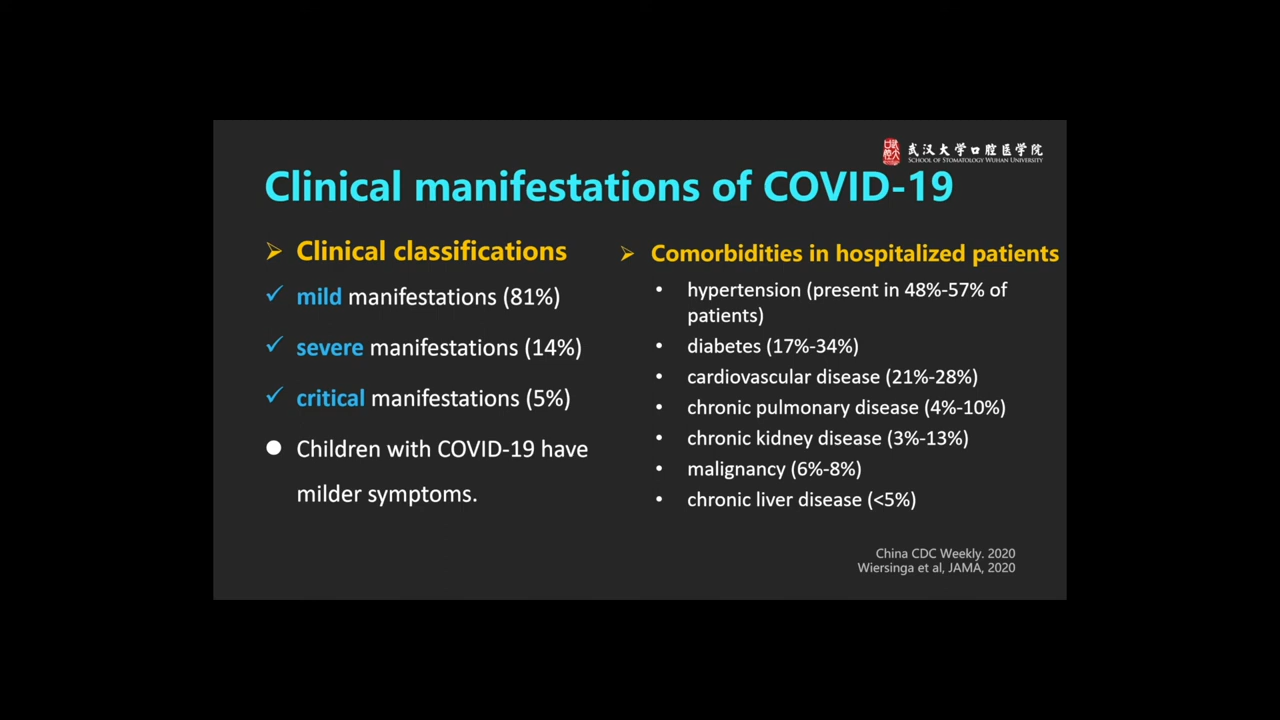 武汉大学口腔医学院
SCHOOL OF STOMATOLOGY WUHAN UNIVERSITY
Clinical manifestations of COVID-19
➢ Clinical classifications
✓ mild manifestations (81%)
✓ severe manifestations (14%)
✓ critical manifestations (5%)
● Children with COVID-19 have
milder symptoms.
➢ Comorbidities in hospitalized patients
• hypertension (present in 48%-57% of
patients)
• diabetes (17%-34%)
• cardiovascular disease (21%-28%)
• chronic pulmonary disease (4%-10%)
• chronic kidney disease (3%-13%)
• malignancy (6%-8%)
• chronic liver disease (<5%)
China CDC Weekly. 2020
Wiersinga et al, JAMA, 2020